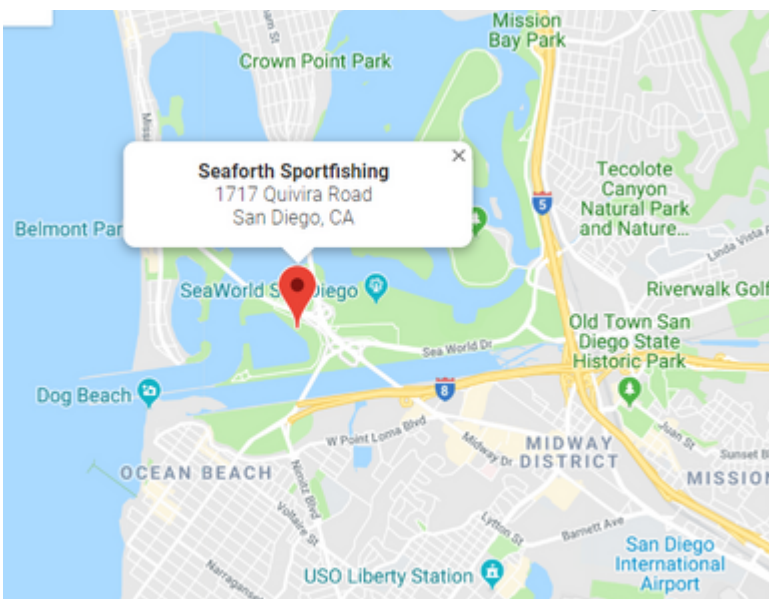 Mission
Bay Park
Crown Point Park
Seaforth Sportfishing
1717 Quivira Road
San Diego, CA
Tecolote
Canyon
Natural Park
and Nature...
5
Belmont Par
Linda Vista
SeaWorld S Diego
Riverwalk Golf
Old Town San
Diego State
Historic Park
Sea World Dr
8
Dog Beach
W Point Loma Blvd
Midway Dr
MIDWAY
DISTRICT
Juan St
Sunset B
MISSION
OCEAN BEACH
Nimitz Blvd
Voltaire St
Lytton St
Barnett Ave
San Diego
International
Airport
Narraganset
USO Liberty Station